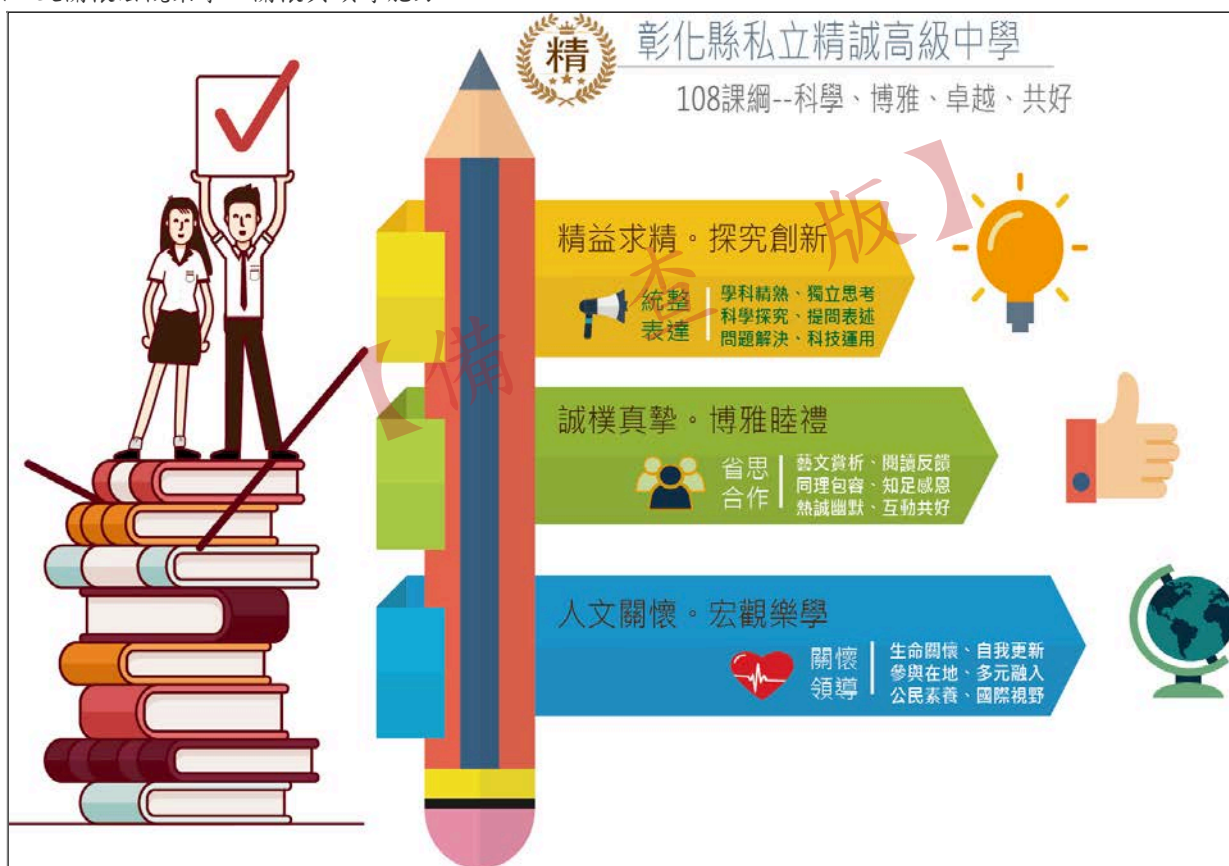 精
彰化縣私立精誠高級中學
108課綱--科學、博雅、卓越、共好
精益求精。探究創新
統整
表達
學科精熟、獨立思考
科學探究、提問表述
問題解決、科技運用
誠樸真摯。博雅睦禮
省思
合作
藝文賞析、閱讀反饋
同理包容、知足感恩
熱誠幽默、互動共好
人文關懷。宏觀樂學
關懷
領導
生命關懷、自我更新
參與在地、多元融入
公民素養、國際視野
【備查版】